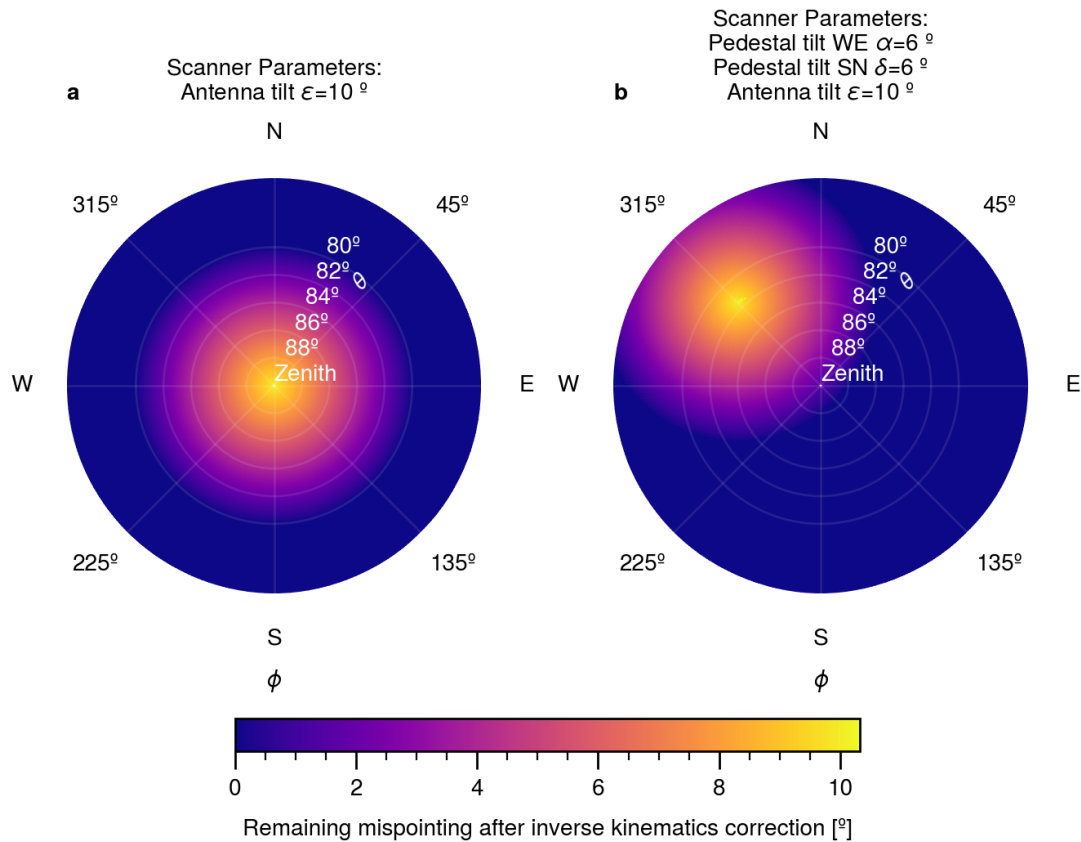 Scanner Parameters:
Antenna tilt ε=10 º
a
N
315º
45º
80º
82º
θ
84º
86º
88º
Zenith
W
E
225º
135º
S
ϕ
Scanner Parameters:
Pedestal tilt WE α=6 º
Pedestal tilt SN δ=6 º
Antenna tilt ε=10 º
b
N
315º
45º
80º
82º
θ
84º
86º
88º
Zenith
W
E
225º
135º
S
ϕ
0 2 4 6 8 10
Remaining mispointing after inverse kinematics correction [º]